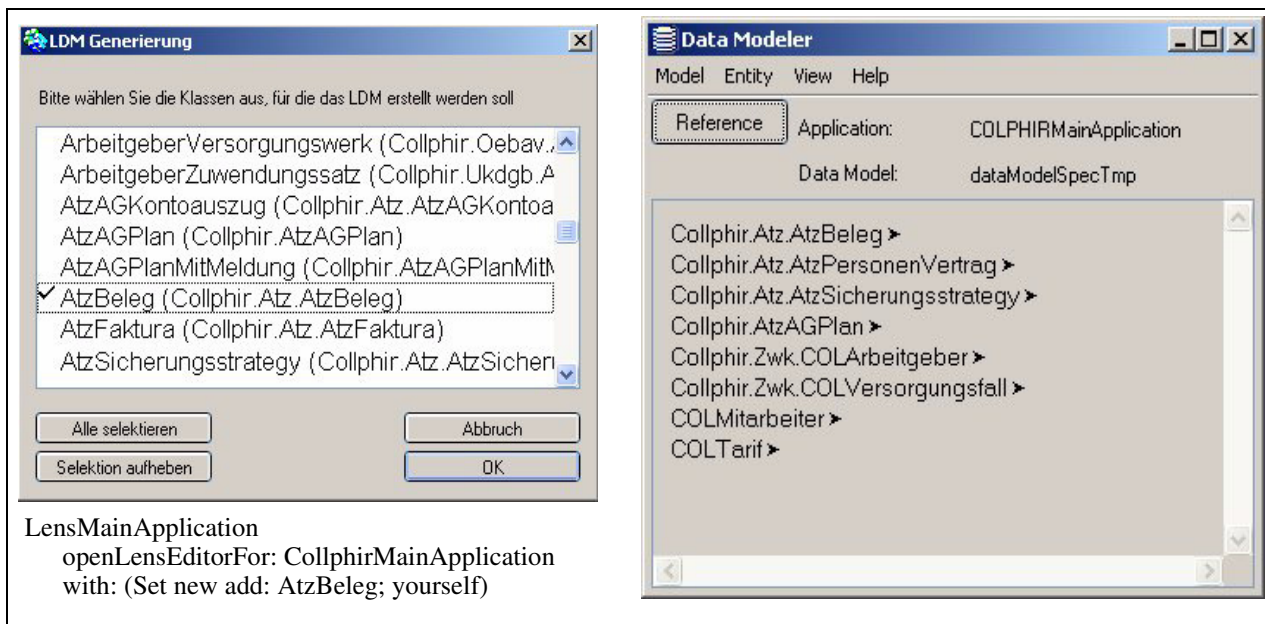 LDM Generierung
Bitte wählen Sie die Klassen aus, für die das LDM erstellt werden soll
ArbeitgeberVersorgungswerk (Collphir.Oebav.
ArbeitgeberZuwendungssatz (Collphir.Ukdgb.A
AtzAGKontoauszug (Collphir.Atz.AtzAGKontoa
AtzAGPlan (Collphir.AtzAGPlan)
AtzAGPlanMitMeldung (Collphir.AtzAGPlanMit
AtzBeleg (Collphir.Atz.AtzBeleg)
AtzFaktura (Collphir.Atz.AtzFaktura)
AtzSicherungsstrategy (Collphir.Atz.AtzSicher
Alle selektieren
Abbruch
Selektion aufheben
OK
LensMainApplication
openLensEditorFor: CollphirMainApplication
with: (Set new add: AtzBeleg; yourself)
Data Modeler
Model Entity View Help
Reference Application: COLPHIRMainApplication
Data Model: dataModelSpecTmp
Collphir.Atz.AtzBeleg
Collphir.Atz.AtzPersonenVertrag
Collphir.Atz.AtzSicherungsstrategy
Collphir.AtzAGPlan
Collphir.Zwk.COLArbeitgeber
Collphir.Zwk.COLVersorgungsfall
COLMitarbeiter
COLTarif